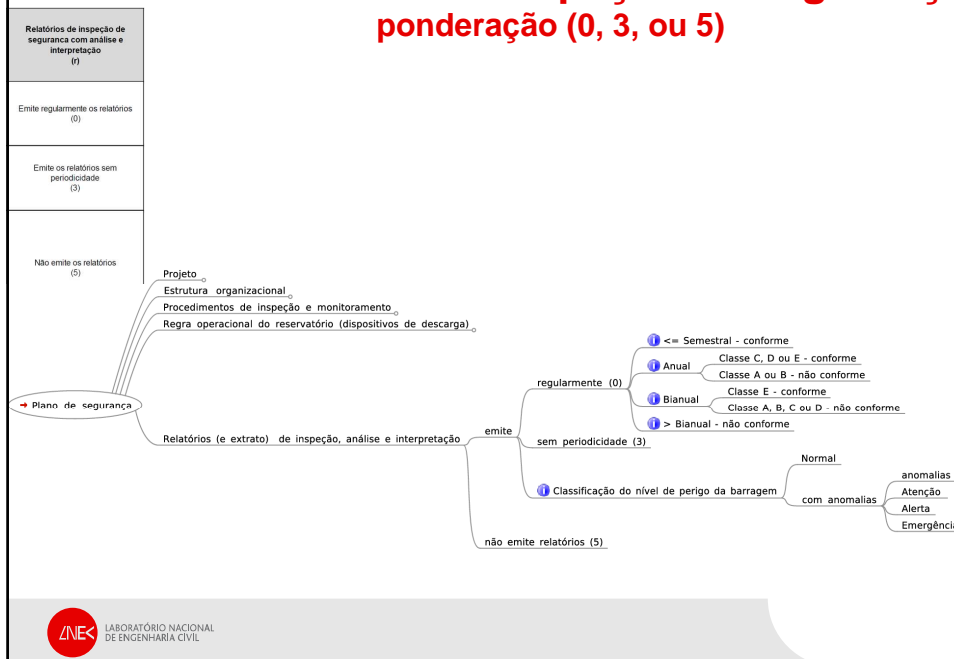 ponderação (0, 3, ou 5)
Relatórios de inspeção de
seguranca com análise e
interpretação
(r)
Emite regularmente os relatórios
(0)
Emite os relatórios sem
periodicidade
(3)
Não emite os relatórios
(5)
Projeto
Estrutura organizacional
Procedimentos de inspeção e monitoramento
Regra operacional do reservatório (dispositivos de descarga)
Plano de segurança
Relatórios (e extrato) de inspeção, análise e interpretação
emite
regularmente (0)
<= Semestral - conforme
Anual
Classe C, D ou E - conforme
Classe A ou B - não conforme
Bianual
Classe E - conforme
Classe A, B, C ou D - não conforme
> Bianual - não conforme
sem periodicidade (3)
Classificação do nível de perigo da barragem
Normal
com anomalias
anomalias
Atenção
Alerta
Emergência
não emite relatórios (5)
LNEC
LABORATÓRIO NACIONAL
DE ENGENHARIA CIVIL